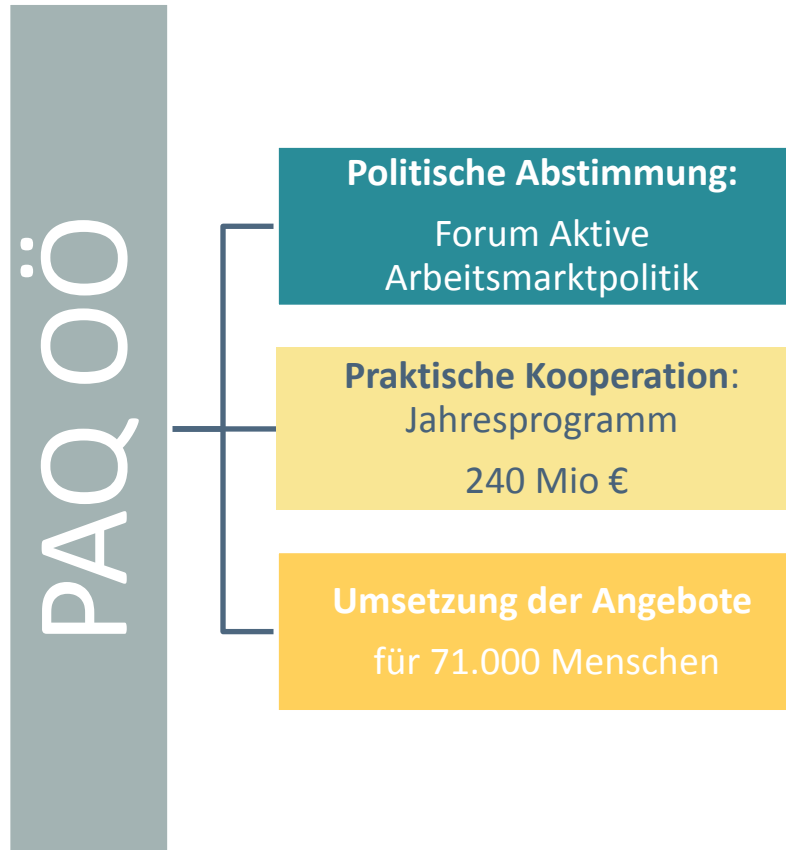 PAQ OÖ
Politische Abstimmung:
Forum Aktive
Arbeitsmarktpolitik
Praktische Kooperation:
Jahresprogramm
240 Mio €
Umsetzung der Angebote
für 71.000 Menschen